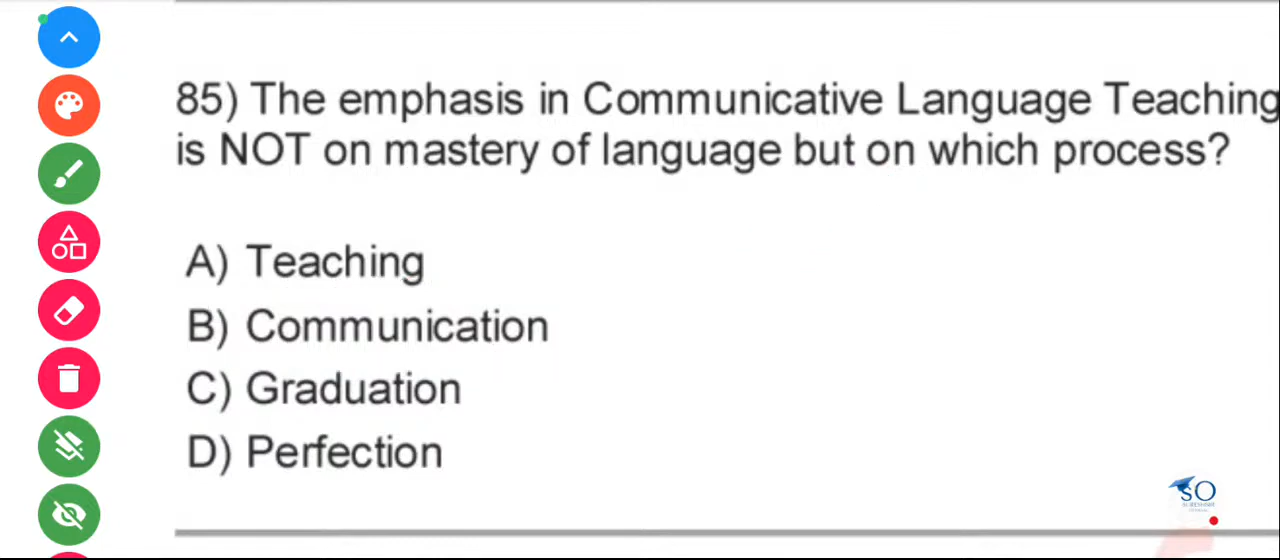 85) The emphasis in Communicative Language Teaching
is NOT on mastery of language but on which process?
A) Teaching
B) Communication
C) Graduation
D) Perfection
SO